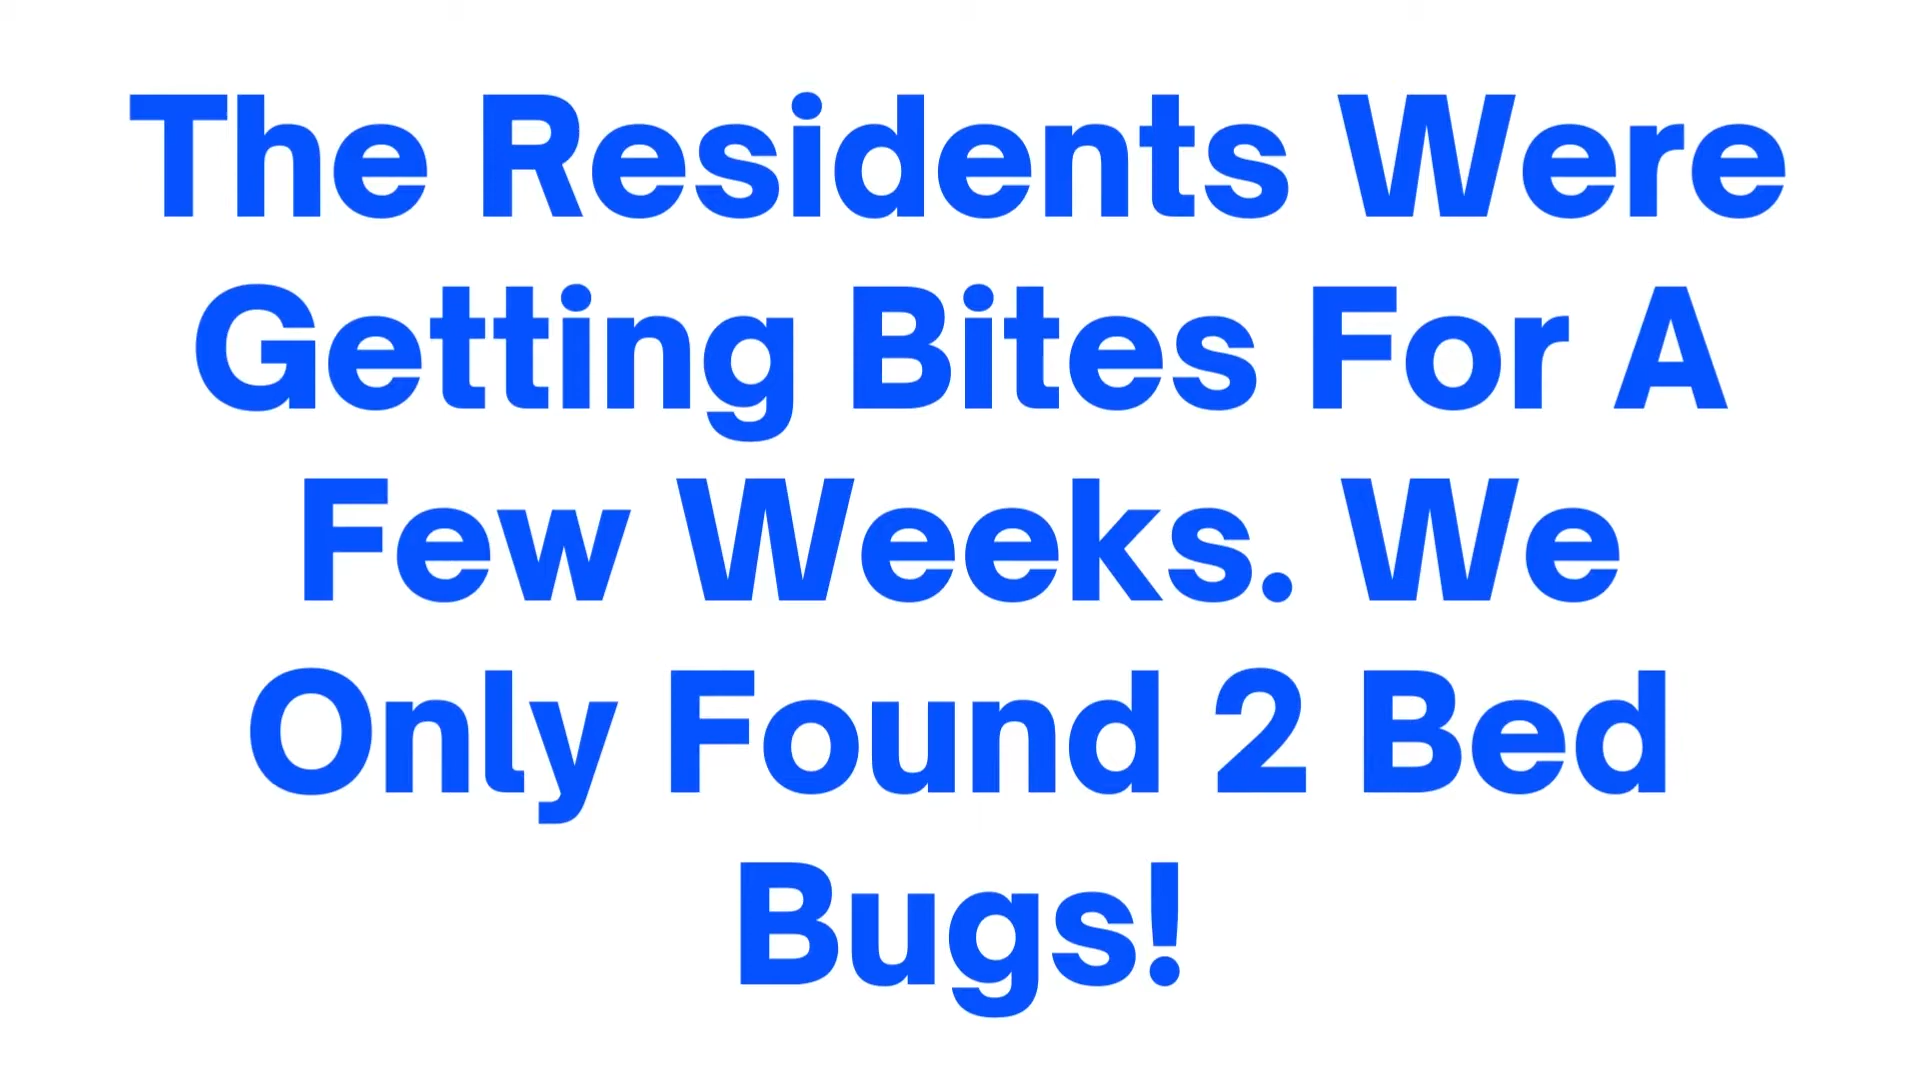 The Residents Were
Getting Bites For A
Few Weeks. We
Only Found 2 Bed
Bugs!